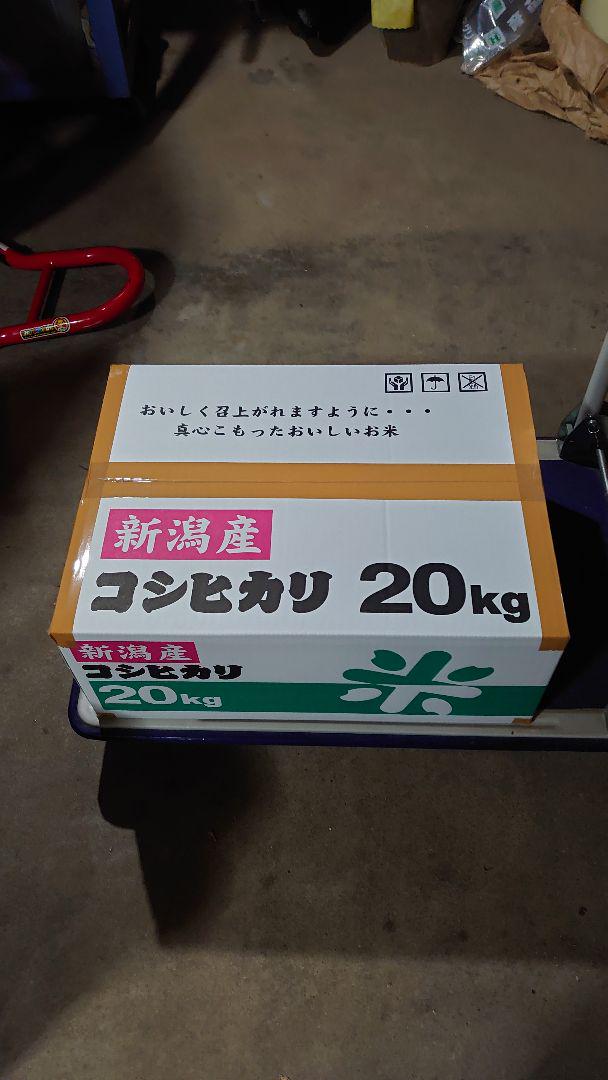 おいしく召上がれますように・・・
真心こもったおいしいお米
新潟産
コシヒカリ 20kg
新潟産
コシヒカリ
20kg
米